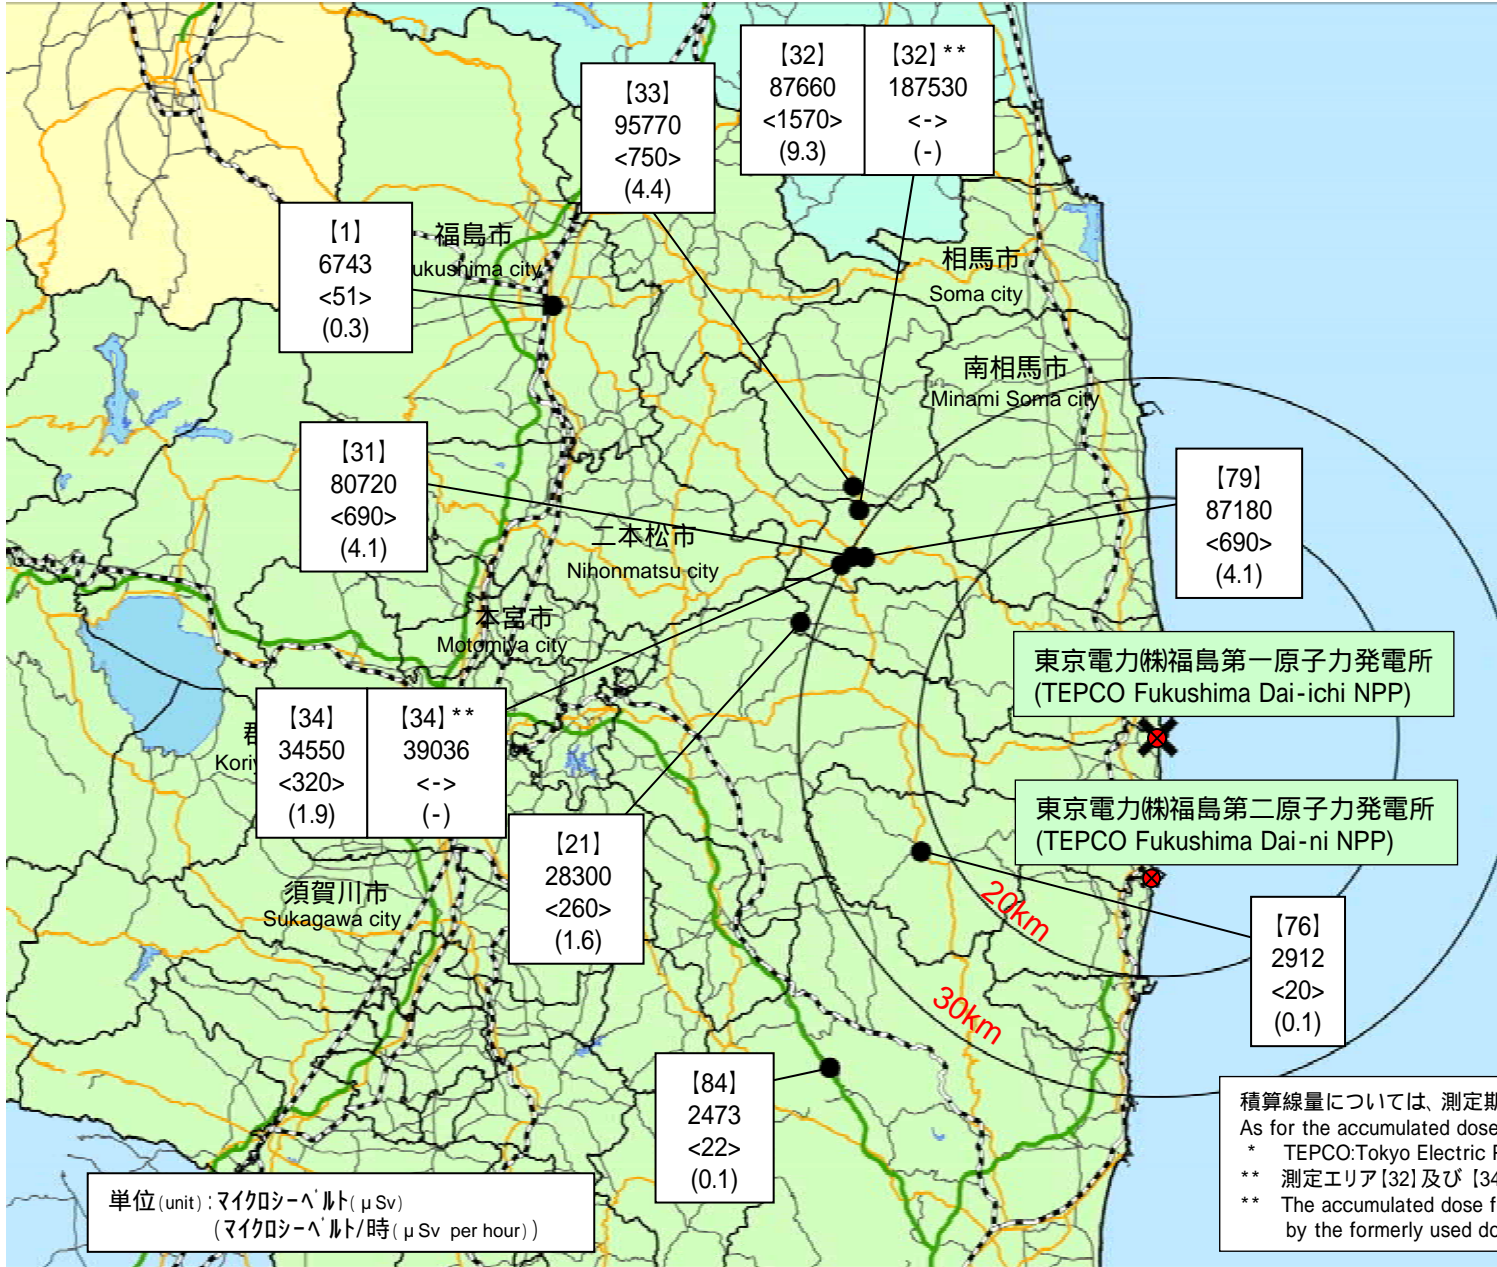 【32】
87660
<1570>
(9.3)
【32】**
187530
<->
(-)
【33】
95770
<750>
(4.4)
【1】
6743
<51>
(0.3)
福島市
ukushima city
相馬市
Soma city
南相馬市
Minami Soma city
【31】
80720
<690>
(4.1)
【79】
87180
<690>
(4.1)
二本松市
Nihonmatsu city
本宮市
Motomiya city
東京電力㈱福島第一原子力発電所
(TEPCO Fukushima Dai-ichi NPP)
【34】
34550
<320>
(1.9)
【34】**
39036
<->
(-)
Koriy
東京電力㈱福島第二原子力発電所
(TEPCO Fukushima Dai-ni NPP)
【21】
28300
<260>
(1.6)
須賀川市
Sukagawa city
20km
30km
【76】
2912
<20>
(0.1)
【84】
2473
<22>
(0.1)
単位(unit):マイクロシーベルト(μSv)
(マイクロシーベルト/時(μSv per hour))
積算線量については、測定期
As for the accumulated dose
* TEPCO:Tokyo Electric P
** 測定エリア【32】及び【34
** The accumulated dose f
by the formerly used do